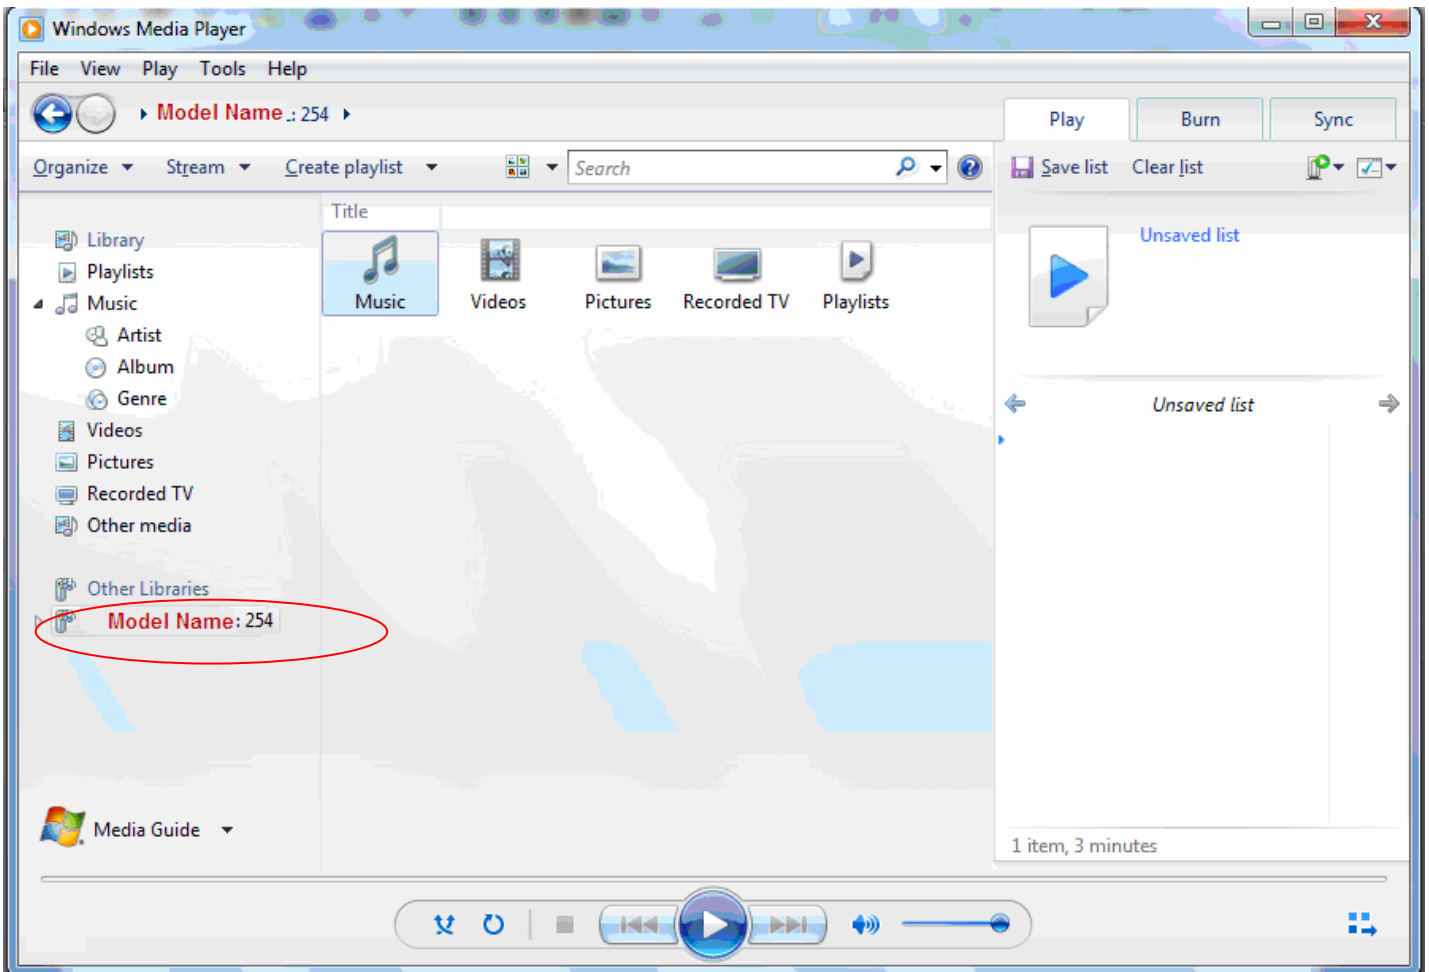 Windows Media Player
File View Play Tools Help
Model Name .: 254
Play Burn Sync
Organize Stream Create playlist Search Save list Clear list
Title
Unsaved list
Library
Playlists
Music
Artist
Album
Genre
Videos
Pictures
Recorded TV
Other media
Other Libraries
Model Name: 254
Media Guide
Music Videos Pictures Recorded TV Playlists
Unsaved list
1 item, 3 minutes